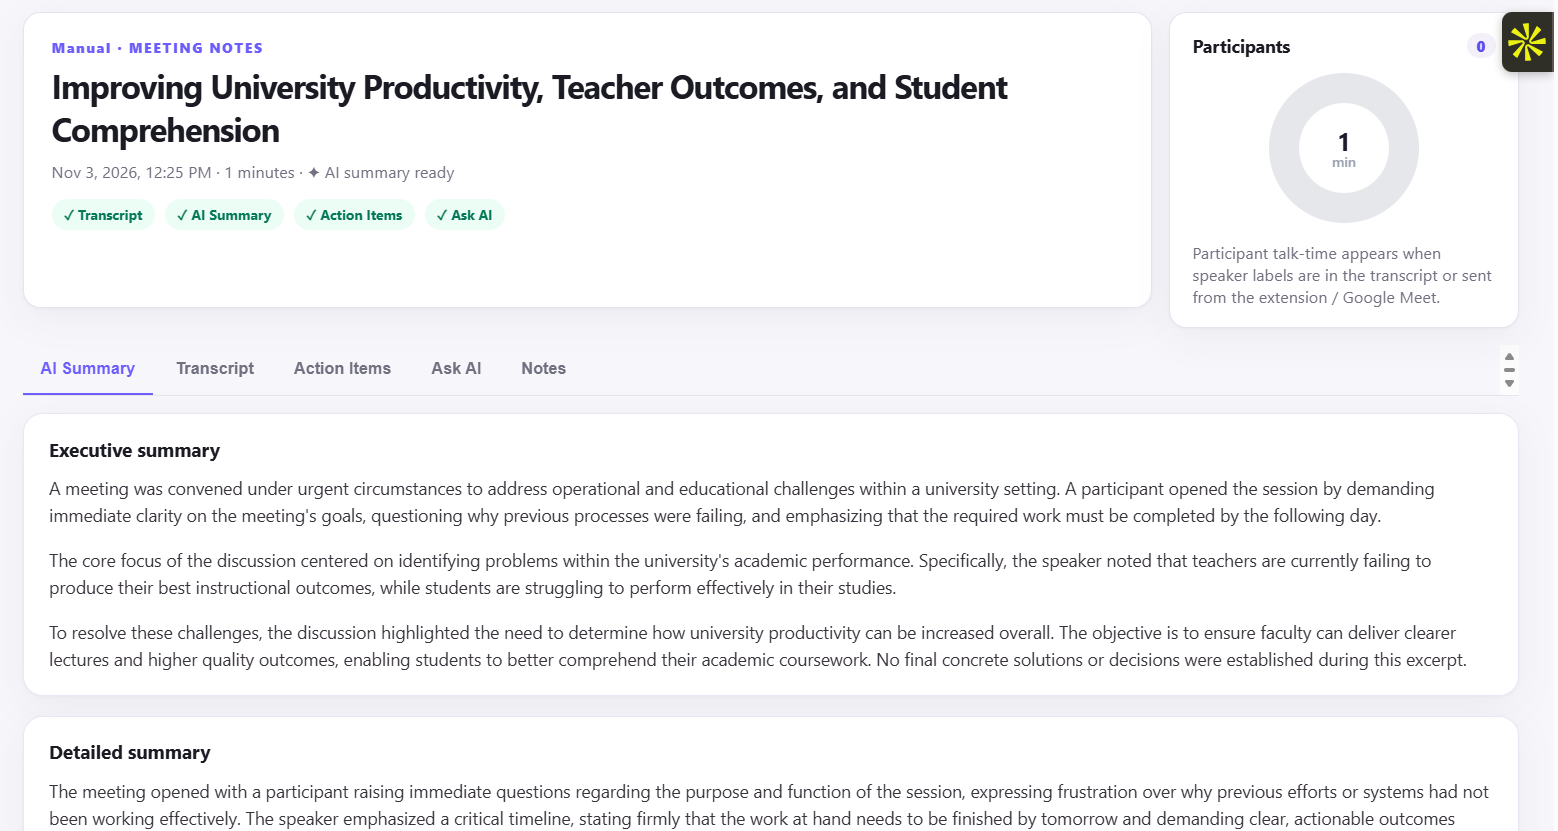 Manual · MEETING NOTES
Improving University Productivity, Teacher Outcomes, and Student
Comprehension
Nov 3, 2026, 12:25 PM · 1 minutes · ✦ AI summary ready
✓ Transcript
✓ AI Summary
✓ Action Items
✓ Ask AI
Participants
0
1
min
Participant talk-time appears when
speaker labels are in the transcript or sent
from the extension / Google Meet.
AI Summary
Transcript
Action Items
Ask AI
Notes
Executive summary
A meeting was convened under urgent circumstances to address operational and educational challenges within a university setting. A participant opened the session by demanding
immediate clarity on the meeting's goals, questioning why previous processes were failing, and emphasizing that the required work must be completed by the following day.
The core focus of the discussion centered on identifying problems within the university's academic performance. Specifically, the speaker noted that teachers are currently failing to
produce their best instructional outcomes, while students are struggling to perform effectively in their studies.
To resolve these challenges, the discussion highlighted the need to determine how university productivity can be increased overall. The objective is to ensure faculty can deliver clearer
lectures and higher quality outcomes, enabling students to better comprehend their academic coursework. No final concrete solutions or decisions were established during this excerpt.
Detailed summary
The meeting opened with a participant raising immediate questions regarding the purpose and function of the session, expressing frustration over why previous efforts or systems had not
been working effectively. The speaker emphasized a critical timeline, stating firmly that the work at hand needs to be finished by tomorrow and demanding clear, actionable outcomes